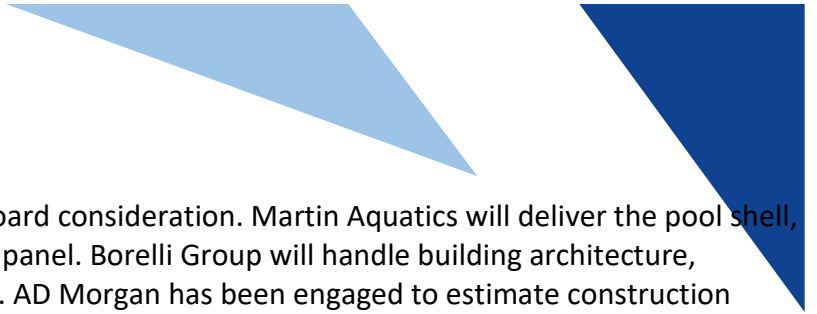 oard consideration. Martin Aquatics will deliver the pool shell,
panel. Borelli Group will handle building architecture,
. AD Morgan has been engaged to estimate construction